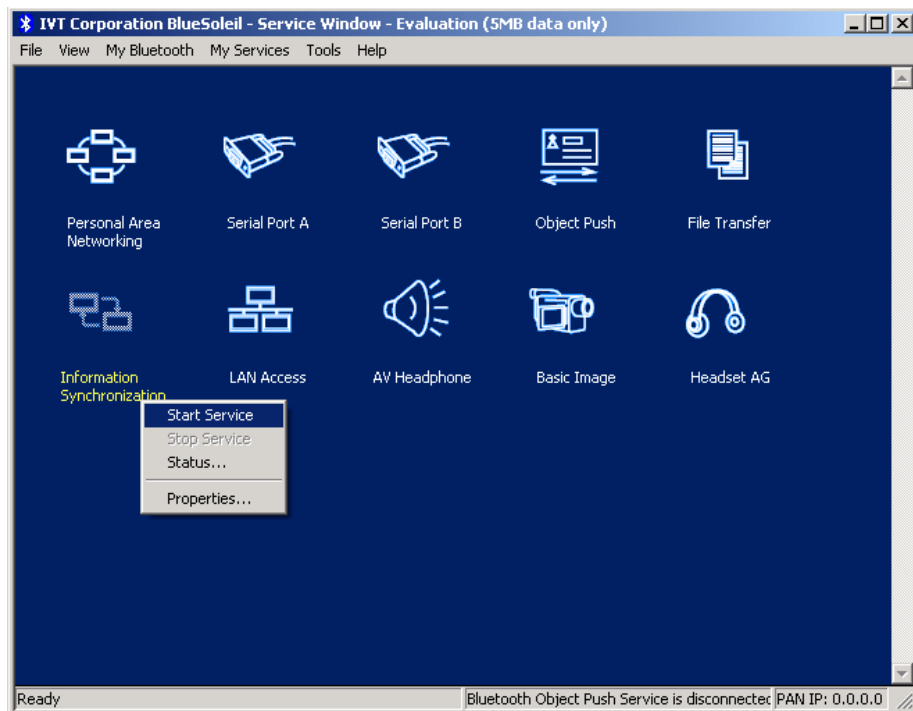 IVT Corporation BlueSoleil - Service Window - Evaluation (5MB data only)
File View My Bluetooth My Services Tools Help
Personal Area
Networking
Serial Port A
Serial Port B
Object Push
File Transfer
Information
Synchronization
LAN Access
AV Headphone
Basic Image
Headset AG
Start Service
Stop Service
Status...
Properties...
Ready
Bluetooth Object Push Service is disconnected
PAN IP: 0.0.0.0